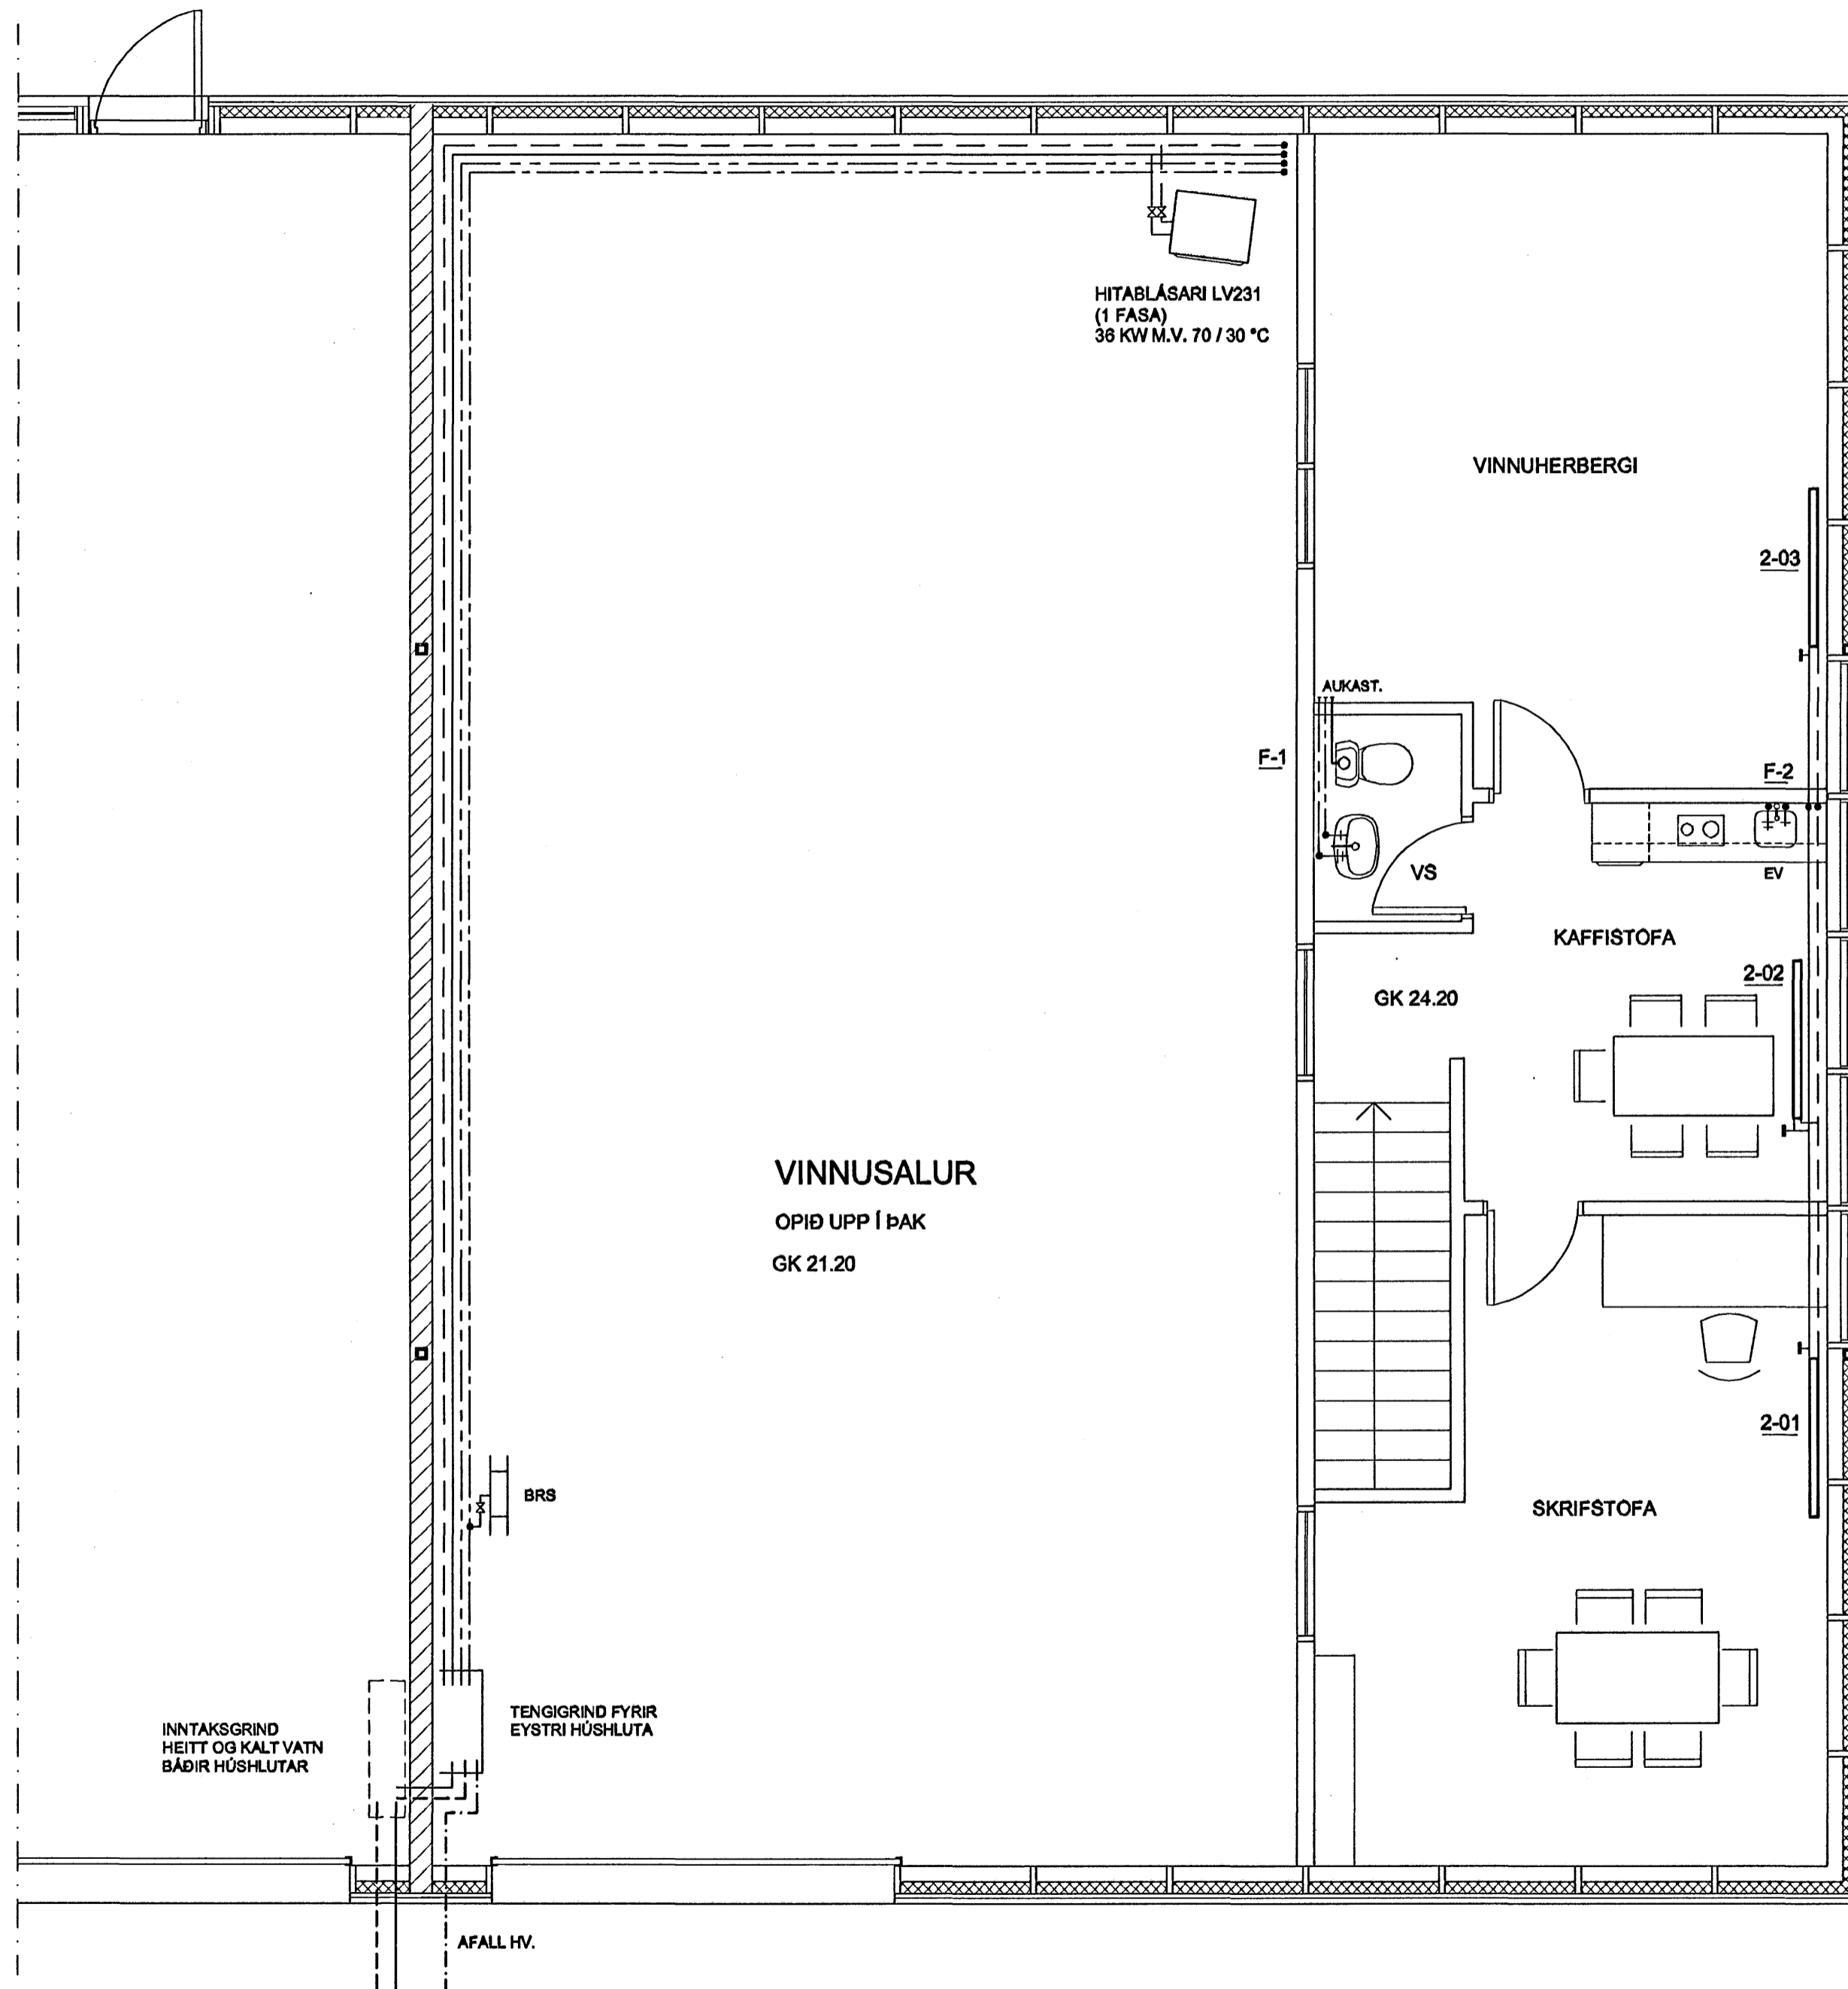 HITABLÁSARI LV231
(1 FASA)
36 KW M.V. 70 / 30 °C
VINNUHERBERGI
2-03
AUKAST.
F-1
F-2
VS
EV
KAFFISTOFA
2-02
GK 24.20
VINNUSALUR
OPIÐ UPP Í ÞAK
GK 21.20
2-01
BRS
SKRIFSTOFA
TENGIGRIND FYRIR
EYSTRI HÚSHLUTA
INNTAKSGRIND
HEITT OG KALT VATN
BÁÐIR HÚSHLUTAR
AFALL HV.